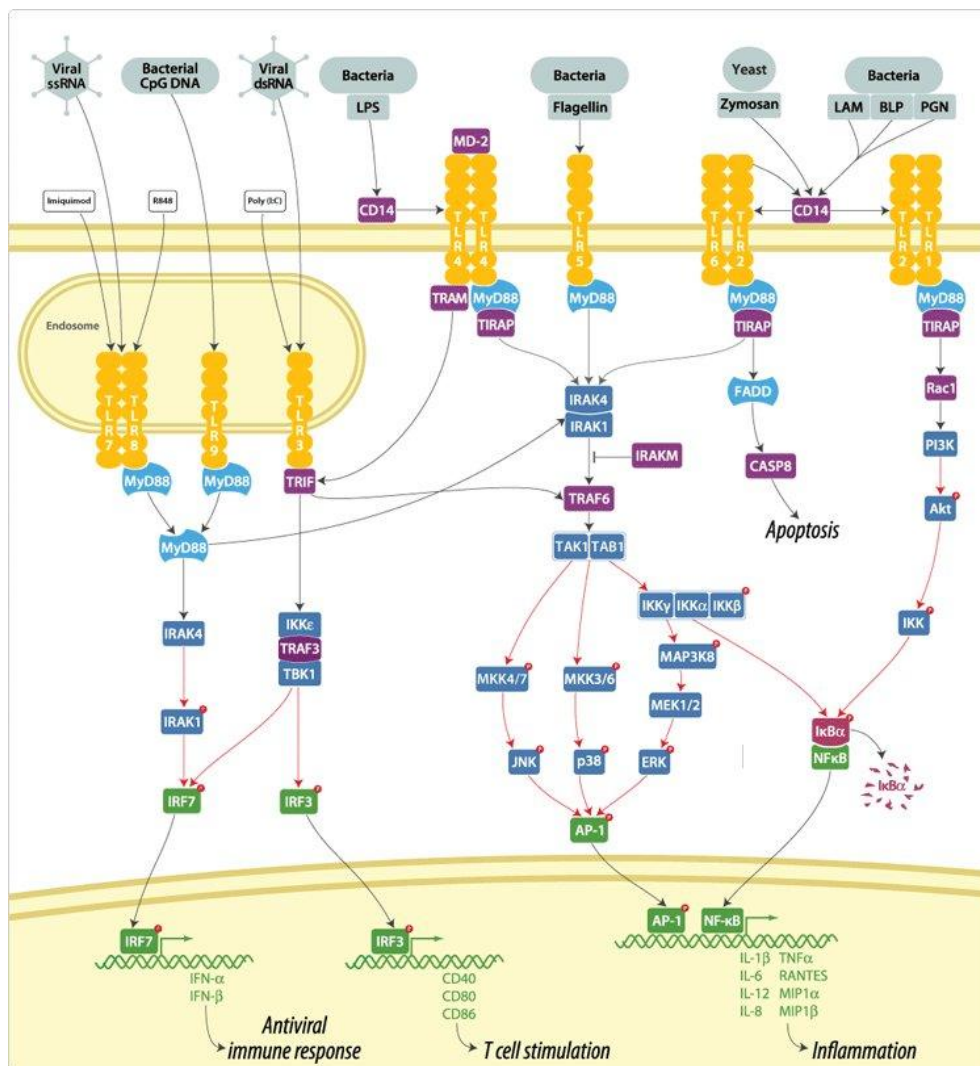 Viral
ssRNA
Bacterial
CpG DNA
Viral
dsRNA
Bacteria
LPS
Bacteria
Flagellin
Yeast
Zymosan
Bacteria
LAM BLP PGN
MD-2
Imiquimod
R848
Poly (I:C)
CD14
CD14
TLR4
TLR4
TLR5
TLR6
TLR2
TLR2
TLR1
TRAM
MyD88
TIRAP
MyD88
MyD88
TIRAP
MyD88
TIRAP
Endosome
TLR7
TLR8
TLR9
TLR3
MyD88
MyD88
TRIF
IRAK4
IRAK1
IRAKM
FADD
Rac1
PI3K
CASP8
TRAF6
Akt
P
Apoptosis
MyD88
TAK1 TAB1
IKKγ IKKα IKKβ
P
IRAK4
IKKε
TRAF3
TBK1
IKK
P
MAP3K8
P
MKK4/7
P
MKK3/6
P
MEK1/2
IRAK1
P
IκBα
P
NFκB
JNK
P
p38
P
ERK
P
IκBα
IRF7
P
IRF3
P
AP-1
P
IRF7
P
IRF3
P
AP-1
P
NF-κB
IFN-α
IFN-β
CD40
CD80
CD86
IL-1β TNFα
IL-6 RANTES
IL-12 MIP1α
IL-8 MIP1β
Antiviral
immune response
T cell stimulation
Inflammation